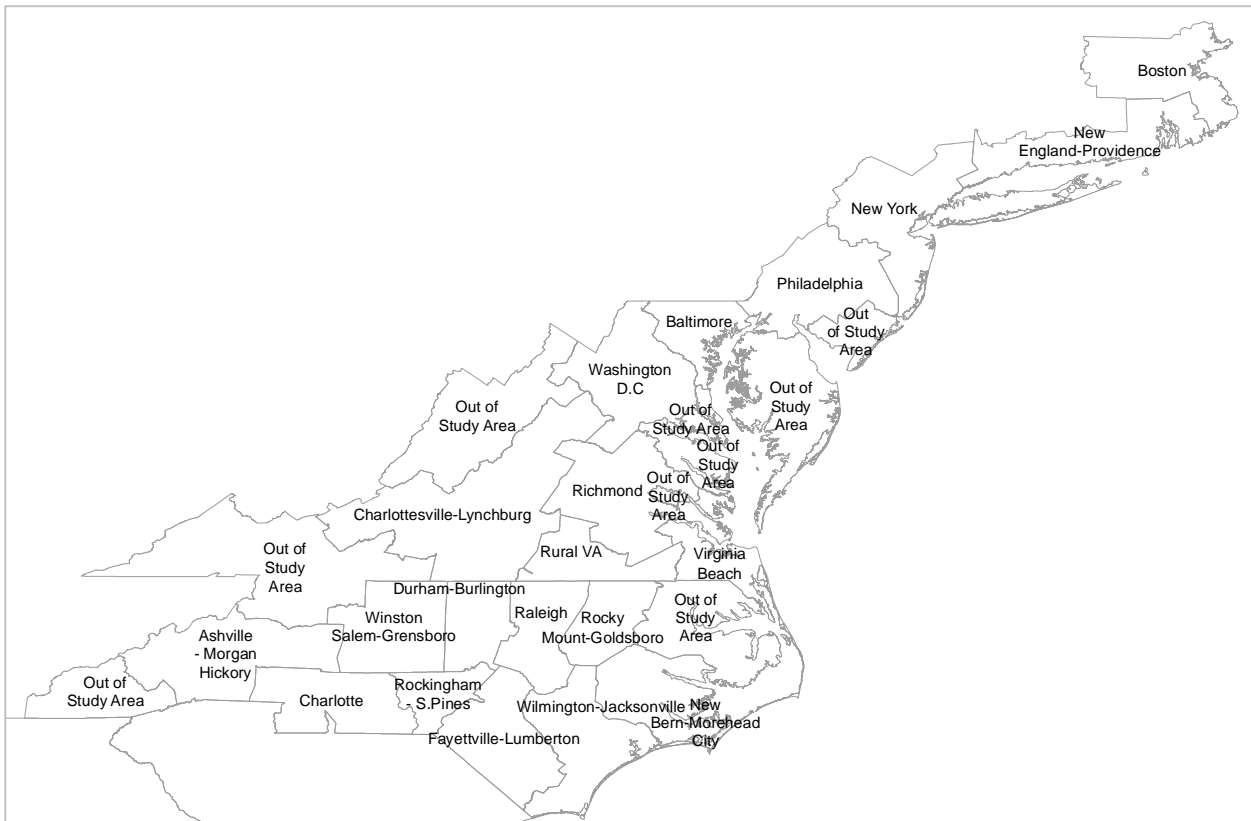 Boston
New
England-Providence
New York
Philadelphia
Out
of Study
Area
Baltimore
Washington
D.C
Out of
Study
Area
Out of
Study Area
Out of
Study Area
Out of
Study
Area
Richmond
Out of
Study
Area
Charlottesville-Lynchburg
Rural VA
Virginia
Beach
Out of
Study
Area
Durham-Burlington
Winston
Salem-Grensboro
Raleigh
Rocky
Mount-Goldsboro
Out of
Study
Area
Ashville
- Morgan
Hickory
Out of
Study Area
Charlotte
Rockingham
- S.Pines
Wilmington-Jacksonville
New
Bern-Morehead
City
Fayettville-Lumberton